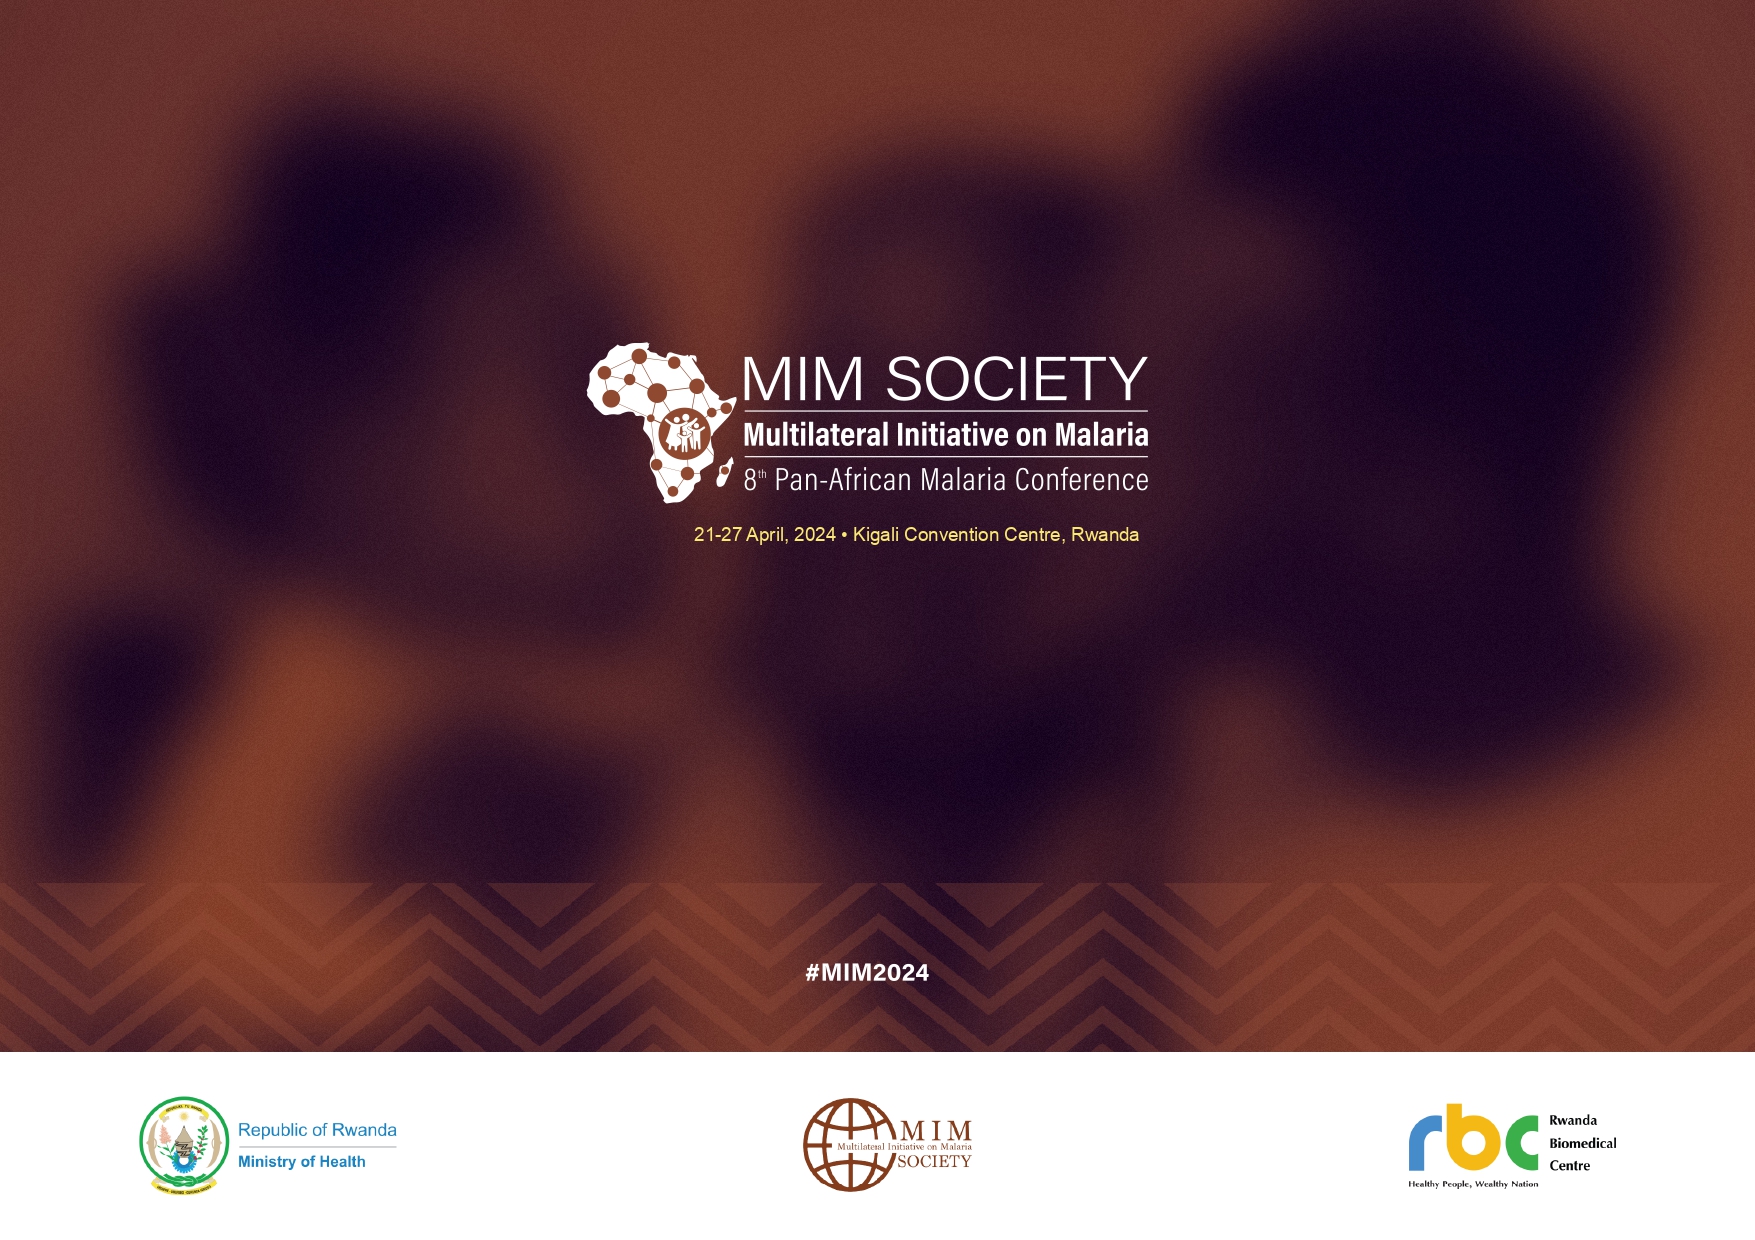 MIM SOCIETY
Multilateral Initiative on Malaria
8th Pan-African Malaria Conference
21-27 April, 2024 • Kigali Convention Centre, Rwanda
#MIM2024
Republic of Rwanda
Ministry of Health
MIM
Multilateral Initiative on Malaria
SOCIETY
rbc
Rwanda
Biomedical
Centre
Healthy People, Wealthy Nation